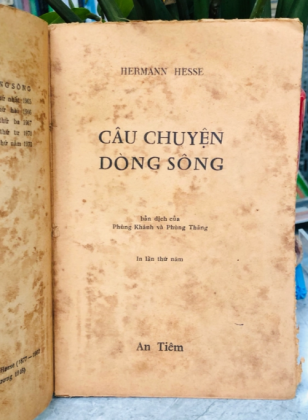 HERMANN HESSE
CÂU CHUYỆN
DÒNG SÔNG
bản dịch của
Phùng Khánh và Phùng Thăng
In lần thứ năm
An Tiêm